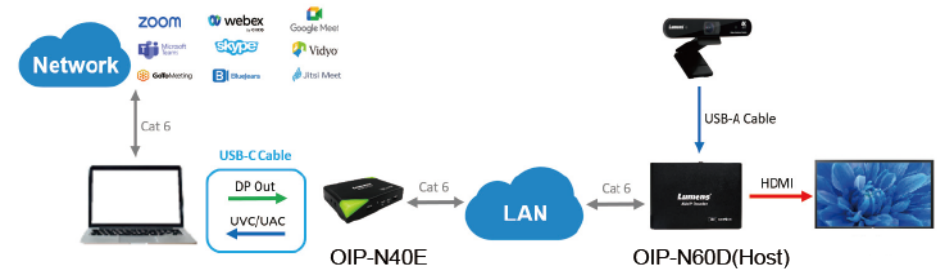 zoom
webex
Google Meet
Network
Microsoft
Teams
skype
Vidyo
GoToMeeting
B
Bluejeans
Jitsi Meet
Cat 6
USB-A Cable
USB-C Cable
DP Out
UVC/UAC
Lumens
Cat 6
LAN
Cat 6
Lumens
HDMI
OIP-N40E
OIP-N60D(Host)